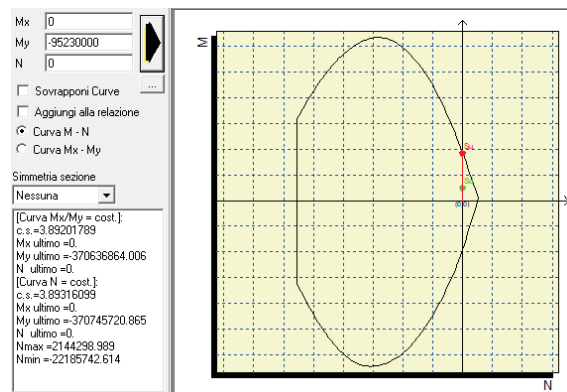 Mx 0
My -95230000
N 0
...
Sovrapponi Curve
Aggiungi alla relazione
Curva M - N
Curva Mx - My
Simmetria sezione
Nessuna
[Curva Mx/My = cost.]:
c.s.=3.89201789
Mx ultimo =0.
My ultimo =-370636864.006
N ultimo =0.
[Curva N = cost.]:
c.s.=3.89316099
Mx ultimo =0.
My ultimo =-370745720.865
N ultimo =0.
Nmax =2144298.989
Nmin =-22185742.614
M
Su
(0,0)
N